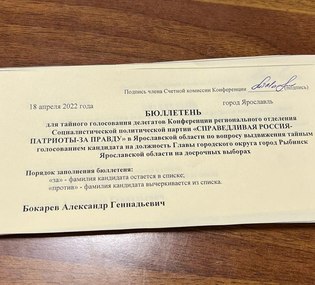 Подпись члена Счетной комиссии Конференции (подпись)
18 апреля 2022 года город Ярославль
БЮЛЛЕТЕНЬ
для тайного голосования делегатов Конференции регионального отделения
Социалистической политической партии «СПРАВЕДЛИВАЯ РОССИЯ-
ПАТРИОТЫ-ЗА ПРАВДУ» в Ярославской области по вопросу выдвижения тайным
голосованием кандидата на должность Главы городского округа город Рыбинск
Ярославской области на досрочных выборах
Порядок заполнения бюллетеня:
«за» - фамилия кандидата остается в списке;
«против» - фамилия кандидата вычеркивается из списка.
Бокарев Александр Геннадьевич